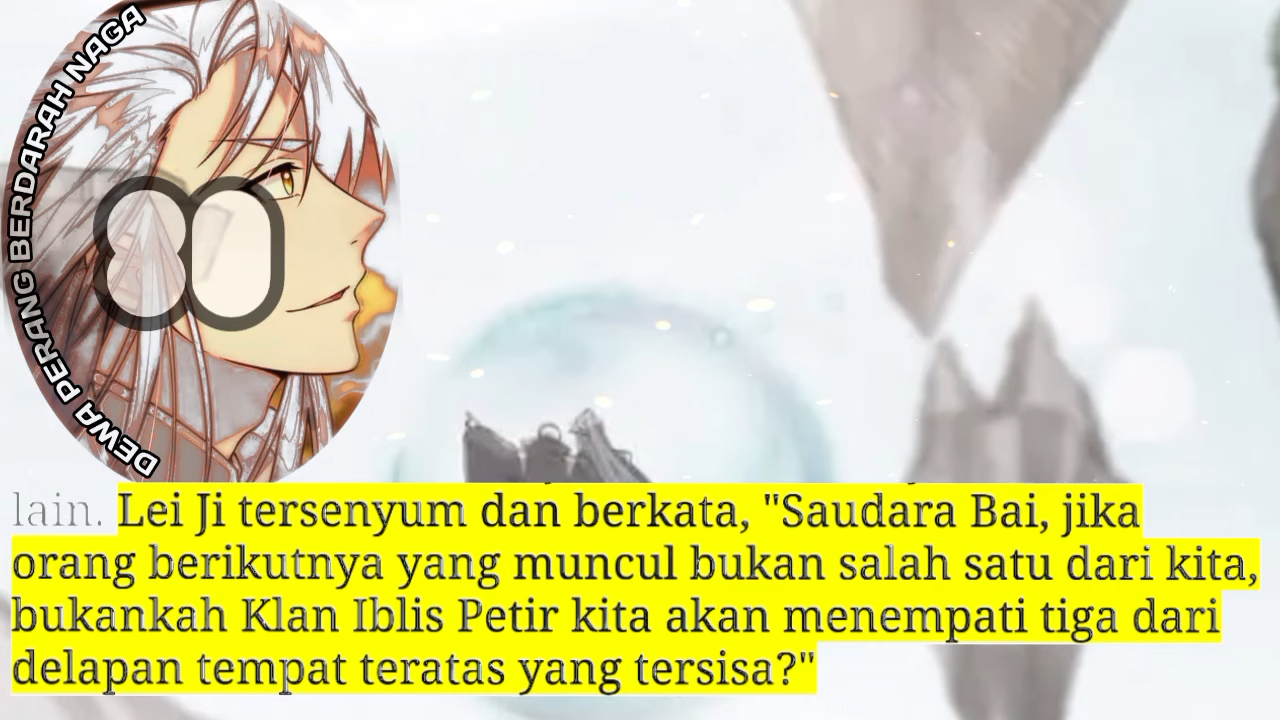 DEWA PERANG BERDARAH NAGA
80
lain. Lei Ji tersenyum dan berkata, "Saudara Bai, jika
orang berikutnya yang muncul bukan salah satu dari kita,
bukankah Klan Iblis Petir kita akan menempati tiga dari
delapan tempat teratas yang tersisa?"